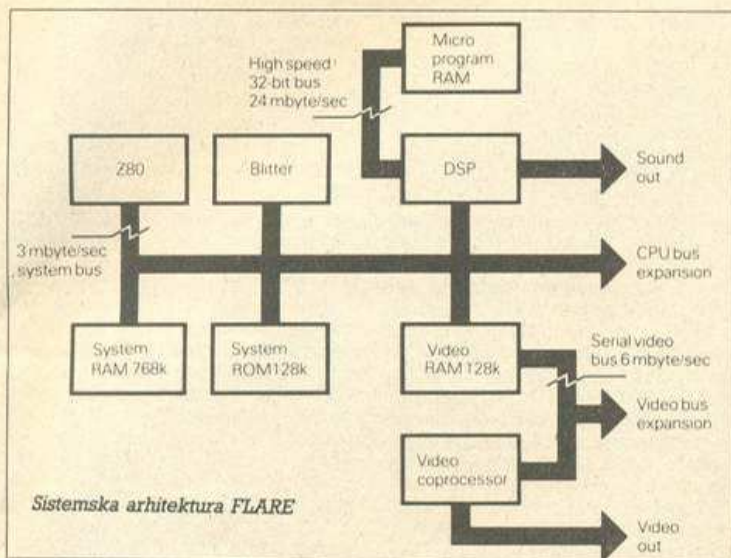 Micro
program
RAM
High speed
32-bit bus
24 mbyte/sec
Z80
Blitter
DSP
Sound
out
3 mbyte/sec
system bus
CPU bus
expansion
System
RAM 768k
System
ROM128k
Video
RAM 128k
Serial video
bus 6 mbyte/sec
Video bus
expansion
Video
coprocessor
Sistemska arhitektura FLARE
Video
out